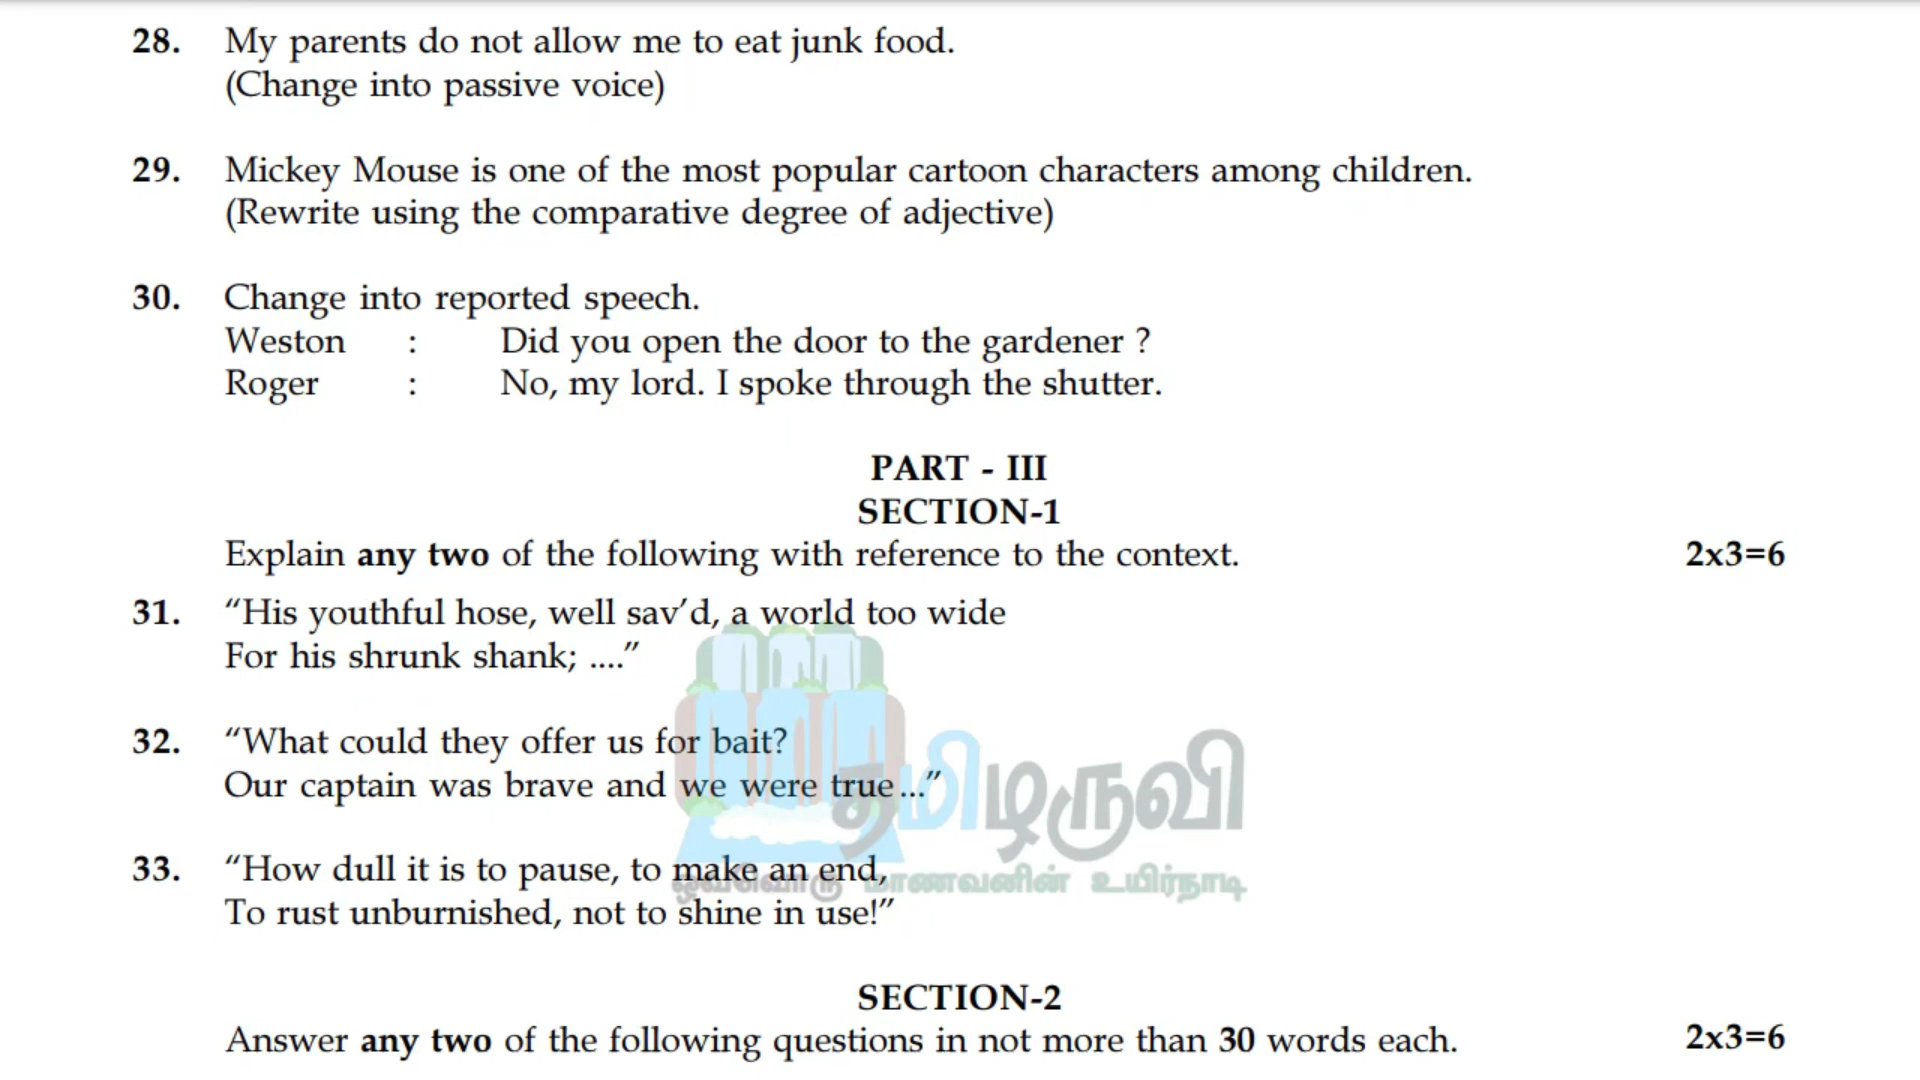 28. My parents do not allow me to eat junk food.
(Change into passive voice)
29. Mickey Mouse is one of the most popular cartoon characters among children.
(Rewrite using the comparative degree of adjective)
30. Change into reported speech.
Weston : Did you open the door to the gardener ?
Roger : No, my lord. I spoke through the shutter.
PART - III
SECTION-1
Explain any two of the following with reference to the context. 2x3=6
31. “His youthful hose, well sav’d, a world too wide
For his shrunk shank; ....”
32. “What could they offer us for bait?
Our captain was brave and we were true...”
தமிழருவி
33. “How dull it is to pause, to make an end,
ஒவ்வொரு மாணவனின் உயிர்நாடி
To rust unburnished, not to shine in use!”
SECTION-2
Answer any two of the following questions in not more than 30 words each. 2x3=6